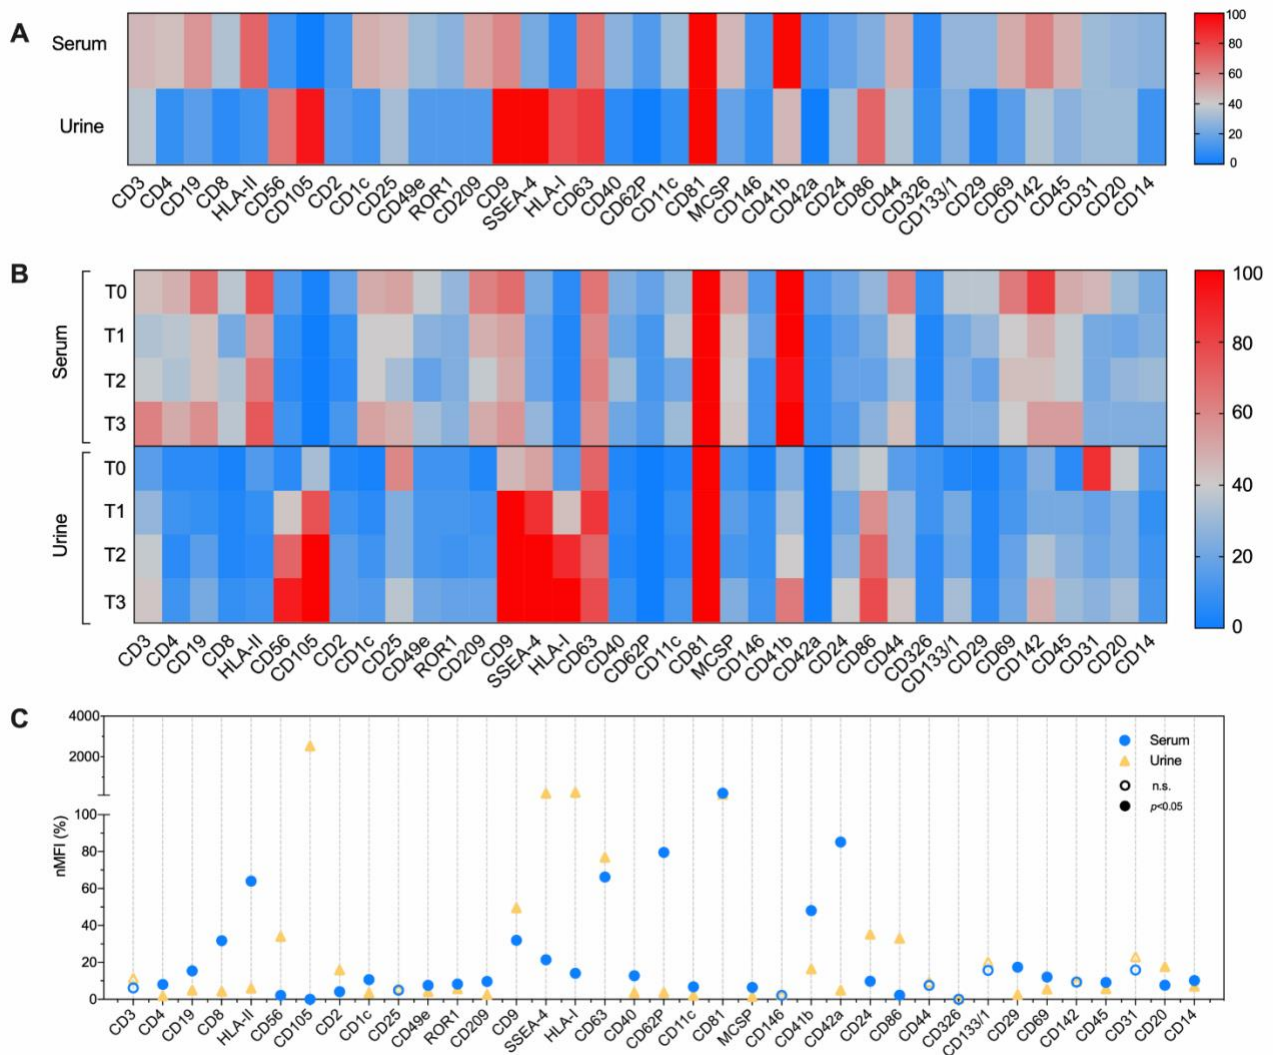 A
Serum
Urine
100
80
60
40
20
0
CD3 CD4 CD19 CD8 HLA-II CD56 CD105 CD2 CD1c CD25 CD49e ROR1 CD209 CD9 SSEA-4 HLA-I CD63 CD40 CD62P CD11c CD81 MCSP CD146 CD41b CD42a CD24 CD86 CD44 CD326 CD133/1 CD29 CD69 CD142 CD45 CD31 CD20 CD14
B
Serum
T0
T1
T2
T3
Urine
T0
T1
T2
T3
100
80
60
40
20
0
CD3 CD4 CD19 CD8 HLA-II CD56 CD105 CD2 CD1c CD25 CD49e ROR1 CD209 CD9 SSEA-4 HLA-I CD63 CD40 CD62P CD11c CD81 MCSP CD146 CD41b CD42a CD24 CD86 CD44 CD326 CD133/1 CD29 CD69 CD142 CD45 CD31 CD20 CD14
C
nMFI (%)
4000
2000
100
80
60
40
20
0
Serum
Urine
n.s.
p<0.05
CD3 CD4 CD19 CD8 HLA-II CD56 CD105 CD2 CD1c CD25 CD49e ROR1 CD209 CD9 SSEA-4 HLA-I CD63 CD40 CD62P CD11c CD81 MCSP CD146 CD41b CD42a CD24 CD86 CD44 CD326 CD133/1 CD29 CD69 CD142 CD45 CD31 CD20 CD14